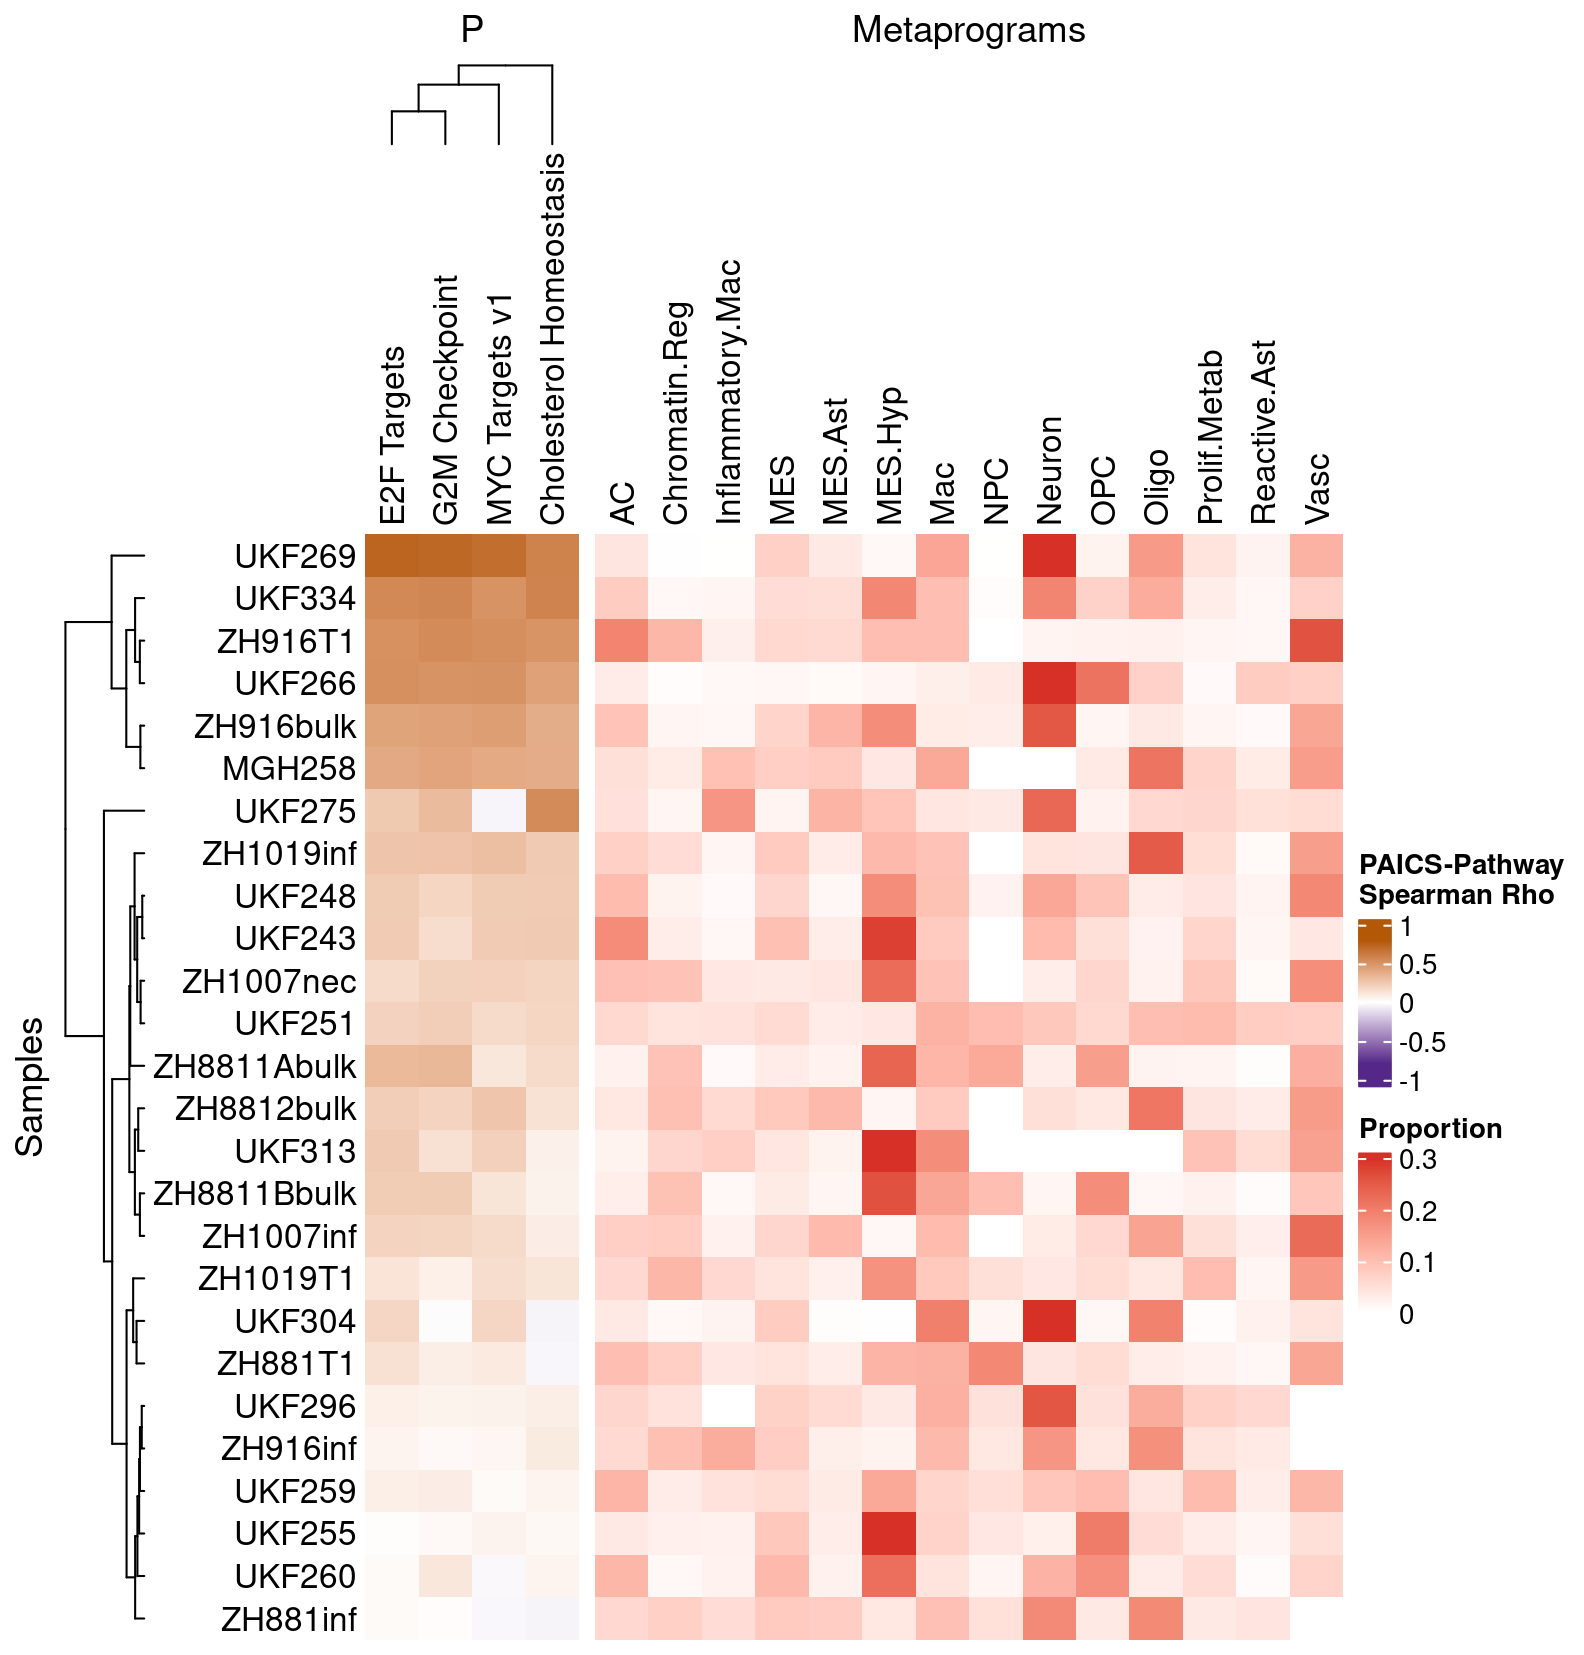 P
Metaprograms
E2F Targets
G2M Checkpoint
MYC Targets v1
Cholesterol Homeostasis
AC
Chromatin.Reg
Inflammatory.Mac
MES
MES.Ast
MES.Hyp
Mac
NPC
Neuron
OPC
Oligo
Prolif.Metab
Reactive.Ast
Vasc
Samples
UKF269
UKF334
ZH916T1
UKF266
ZH916bulk
MGH258
UKF275
ZH1019inf
UKF248
UKF243
ZH1007nec
UKF251
ZH8811Abulk
ZH8812bulk
UKF313
ZH8811Bbulk
ZH1007inf
ZH1019T1
UKF304
ZH881T1
UKF296
ZH916inf
UKF259
UKF255
UKF260
ZH881inf
PAICS-Pathway
Spearman Rho
1
0.5
0
-0.5
-1
Proportion
0.3
0.2
0.1
0